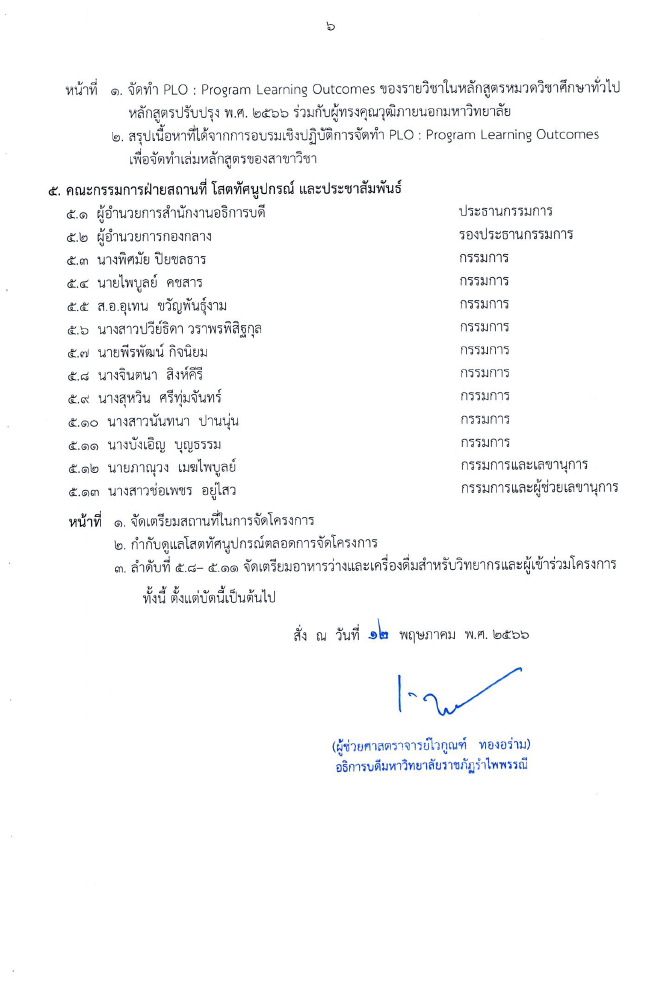 ๖
หน้าที่ ๑. จัดทำ PLO : Program Learning Outcomes ของรายวิชาในหลักสูตรหมวดวิชาศึกษาทั่วไป
หลักสูตรปรับปรุง พ.ศ. ๒๕๖๖ ร่วมกับผู้ทรงคุณวุฒิภายนอกมหาวิทยาลัย
๒. สรุปเนื้อหาที่ได้จากการอบรมเชิงปฏิบัติการจัดทำ PLO : Program Learning Outcomes
เพื่อจัดทำเล่มหลักสูตรของสาขาวิชา
๕. คณะกรรมการฝ่ายสถานที่ โสตทัศนูปกรณ์ และประชาสัมพันธ์
๕.๑ ผู้อำนวยการสำนักงานอธิการบดี ประธานกรรมการ
๕.๒ ผู้อำนวยการกองกลาง รองประธานกรรมการ
๕.๓ นางพิศมัย ปิยขลธาร กรรมการ
๕.๔ นายไพบูลย์ คชสาร กรรมการ
๕.๕ ส.อ.อุเทน ขวัญพันธุ์งาม กรรมการ
๕.๖ นางสาวปวีย์ธิดา วราพรพิสิฐกุล กรรมการ
๕.๗ นายพีรพัฒน์ กิจนิยม กรรมการ
๕.๘ นางจินตนา สิงห์คีรี กรรมการ
๕.๙ นางสุหวิน ศรีทุ่มจันทร์ กรรมการ
๕.๑๐ นางสาวนันทนา ปานนุ่น กรรมการ
๕.๑๑ นางบังเอิญ บุญธรรม กรรมการ
๕.๑๒ นายภาณุวง เมฆไพบูลย์ กรรมการและเลขานุการ
๕.๑๓ นางสาวช่อเพชร อยู่ไสว กรรมการและผู้ช่วยเลขานุการ
หน้าที่ ๑. จัดเตรียมสถานที่ในการจัดโครงการ
๒. กำกับดูแลโสตทัศนูปกรณ์ตลอดการจัดโครงการ
๓. ลำดับที่ ๕.๘– ๕.๑๑ จัดเตรียมอาหารว่างและเครื่องดื่มสำหรับวิทยากรและผู้เข้าร่วมโครงการ
ทั้งนี้ ตั้งแต่บัดนี้เป็นต้นไป
สั่ง ณ วันที่ ๑๒ พฤษภาคม พ.ศ. ๒๕๖๖
(ผู้ช่วยศาสตราจารย์ไวกูณฑ์ ทองอร่าม)
อธิการบดีมหาวิทยาลัยราชภัฏรำไพพรรณี